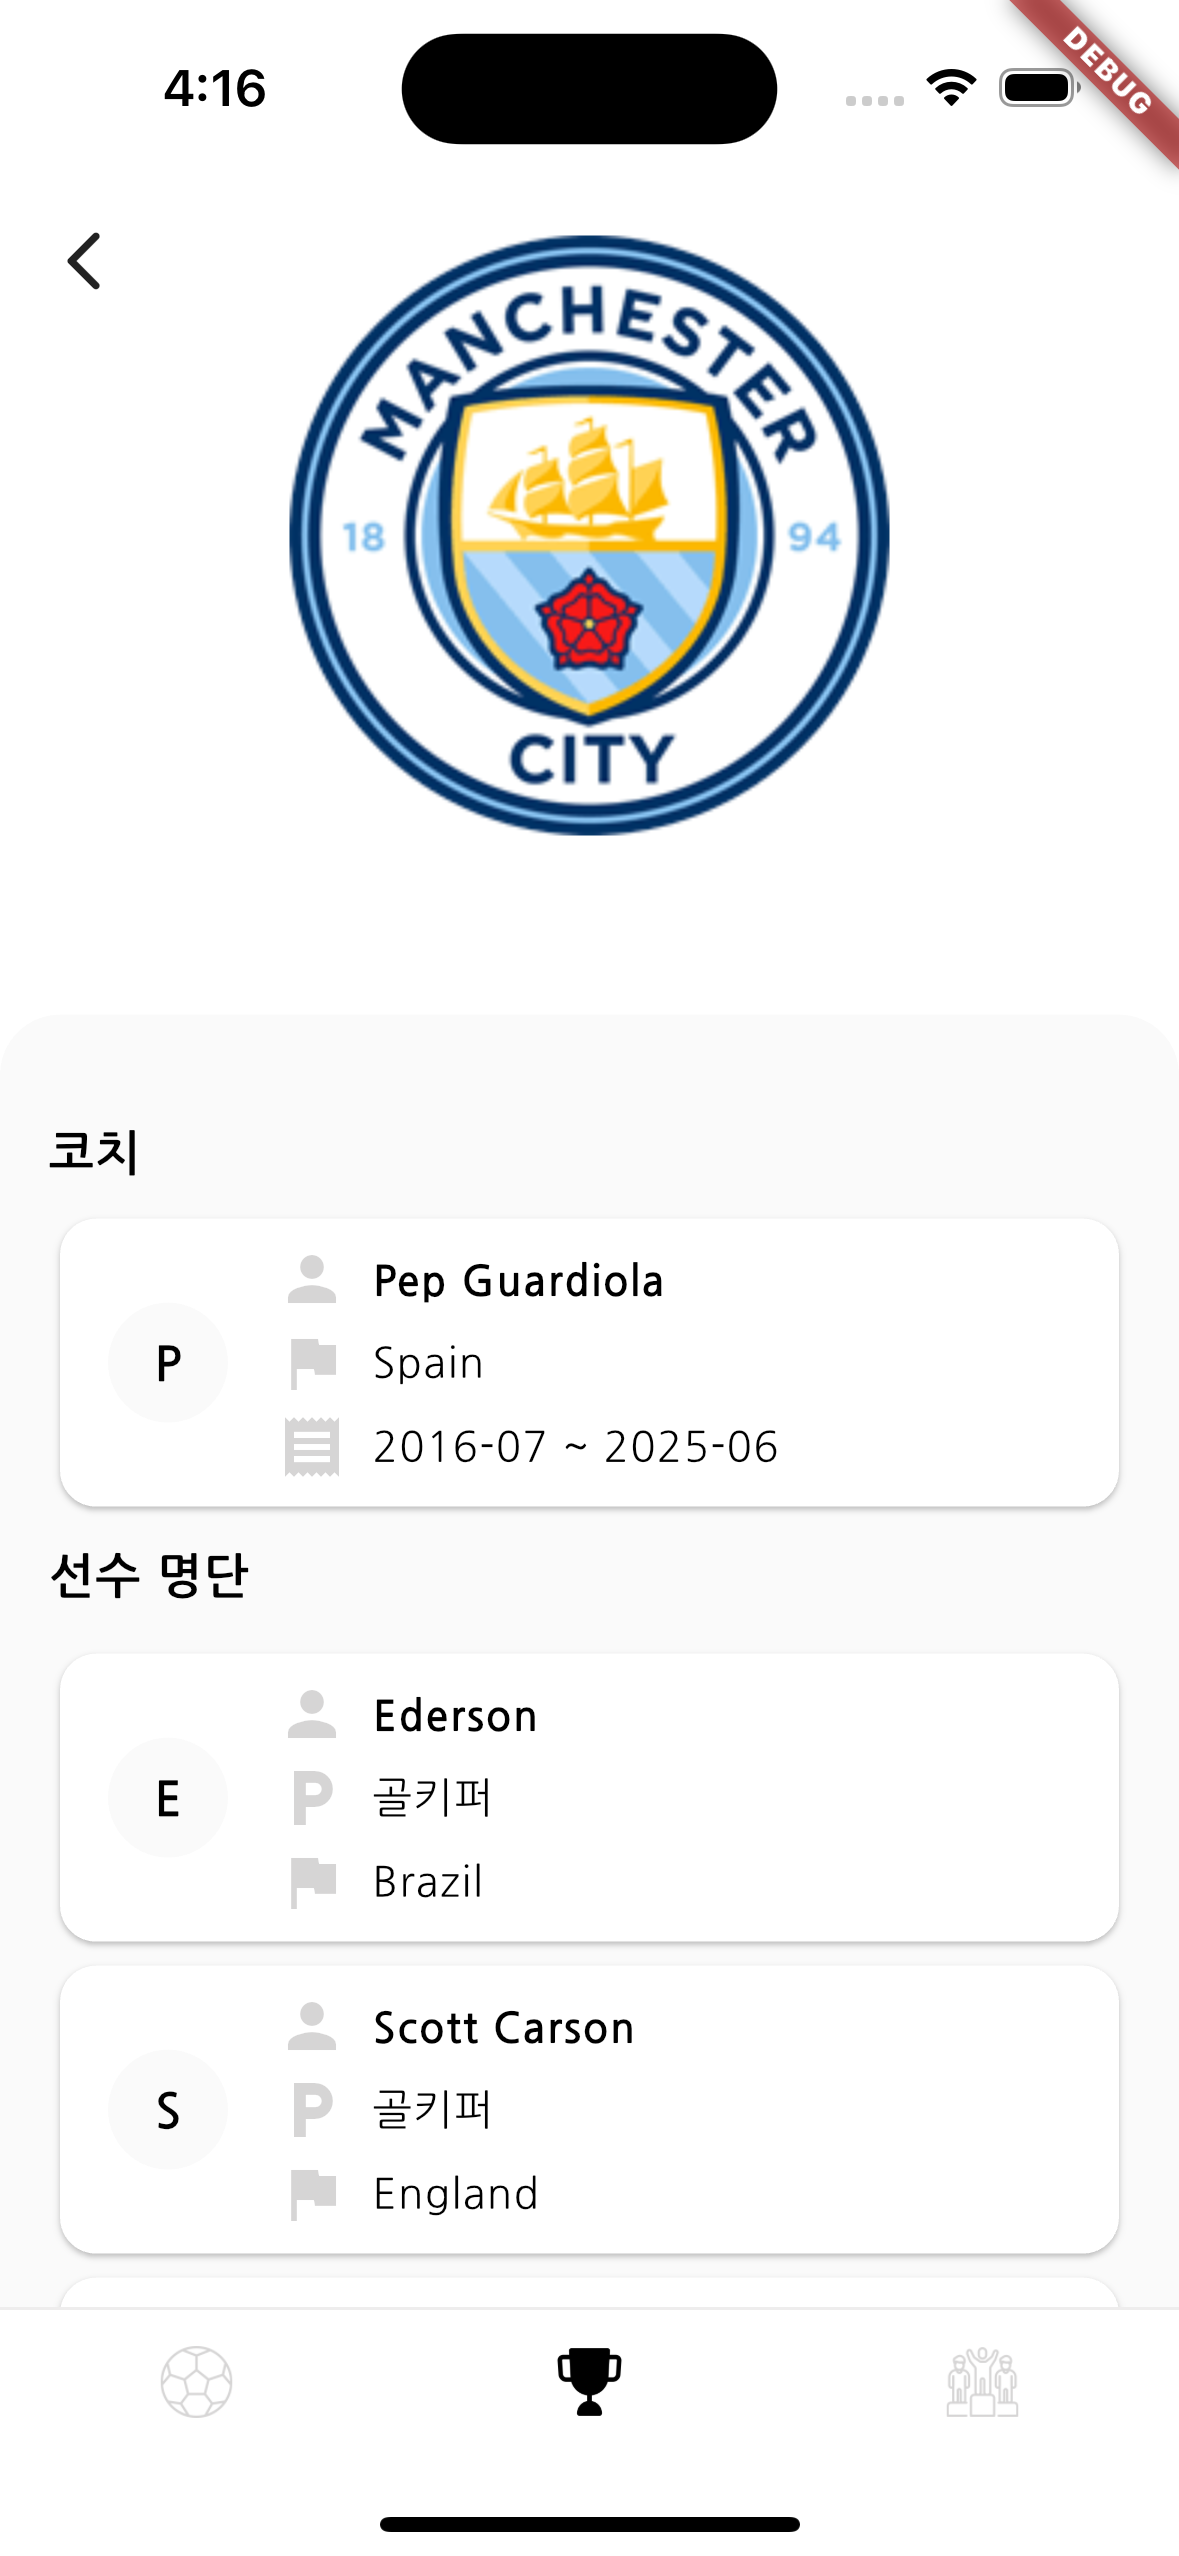 4:16
DEBUG
MANCHESTER
18 94
CITY
코치
P
Pep Guardiola
Spain
2016-07 ~ 2025-06
선수 명단
E
Ederson
P
골키퍼
Brazil
S
Scott Carson
P
골키퍼
England